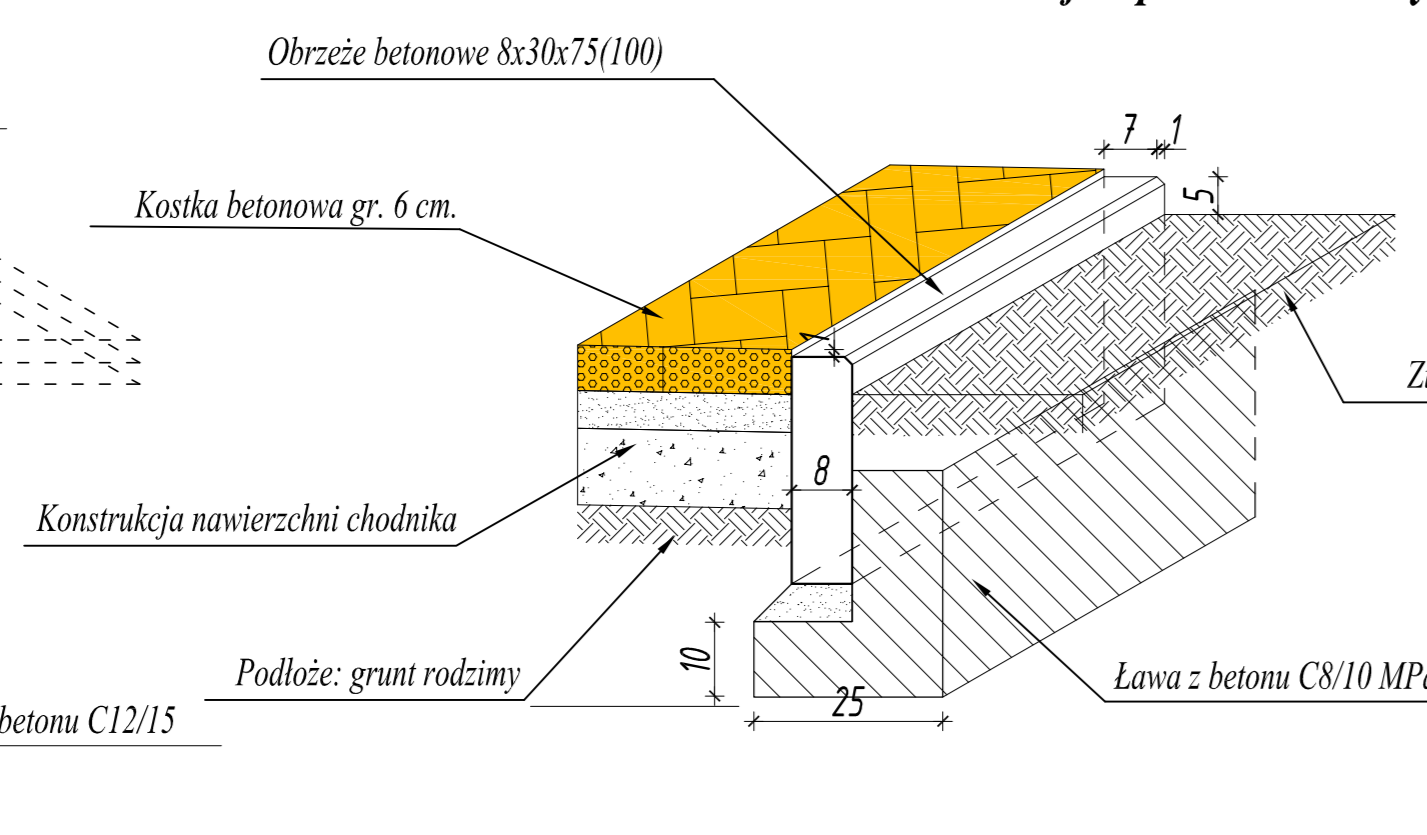 Obrzeże betonowe 8x30x75(100)
7 1
Kostka betonowa gr. 6 cm.
5
1
8
Konstrukcja nawierzchni chodnika
10
Podłoże: grunt rodzimy
Ława z betonu C8/10 MPa
25
betonu C12/15